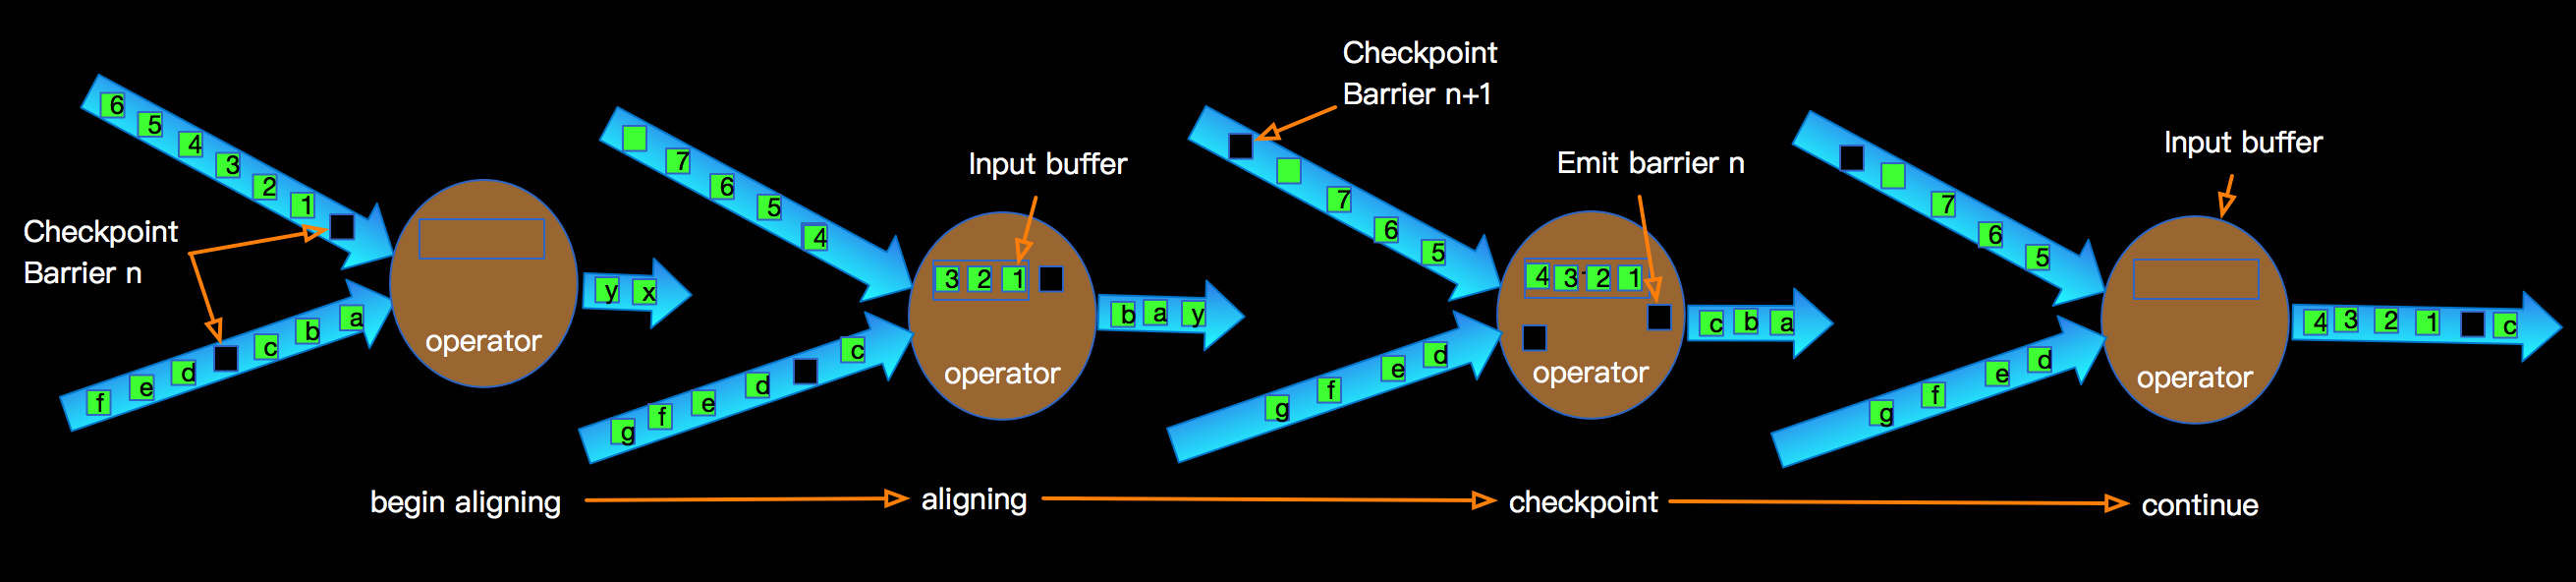 Checkpoint
Barrier n
6 5 4 3 2 1
f e d c b a
operator
y x
begin aligning
7 6 5 4
g f e d c
Input buffer
3 2 1
operator
b a y
aligning
Checkpoint
Barrier n+1
7 6 5
g f e d
Emit barrier n
4 3 2 1
operator
c b a
checkpoint
7 6 5
g f e d
Input buffer
operator
4 3 2 1 c
continue